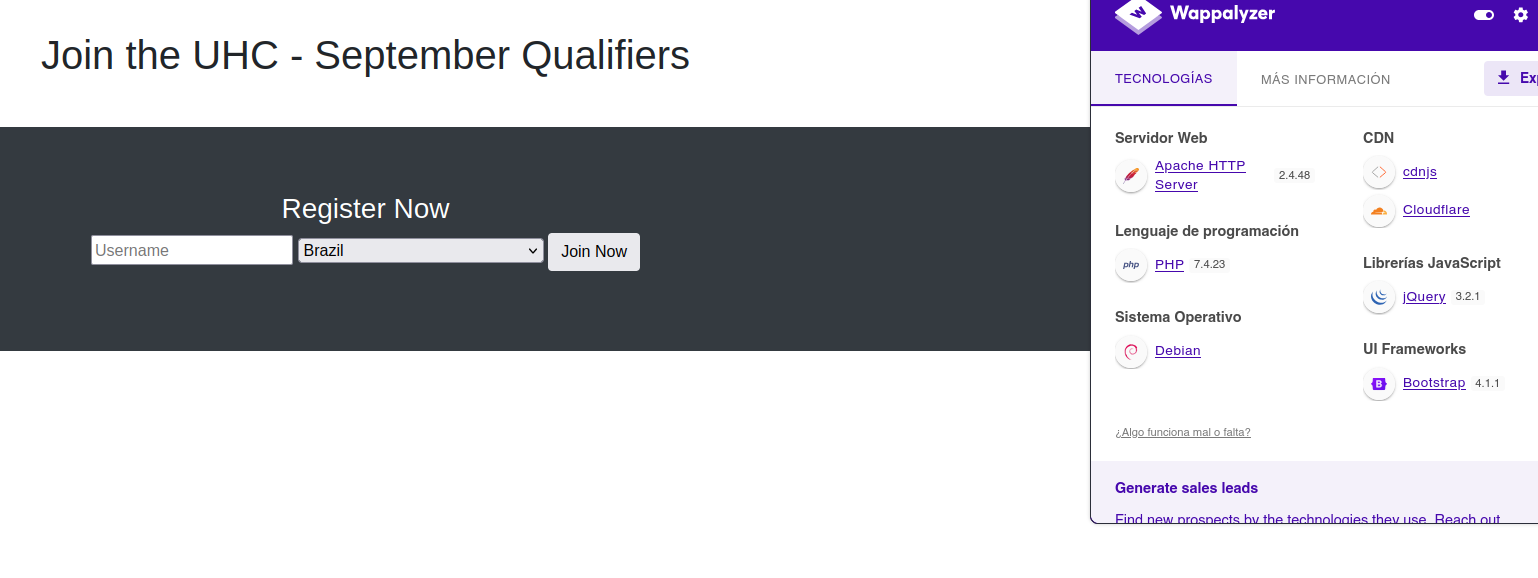 Join the UHC - September Qualifiers
Register Now
Username
Brazil
Join Now
Wappalyzer
TECNOLOGÍAS
MÁS INFORMACIÓN
Exp
Servidor Web
Apache HTTP
Server
2.4.48
Lenguaje de programación
php
PHP
7.4.23
Sistema Operativo
Debian
CDN
cdnjs
Cloudflare
Librerías JavaScript
jQuery
3.2.1
UI Frameworks
B
Bootstrap
4.1.1
¿Algo funciona mal o falta?
Generate sales leads
Find new prospects by the technologies they use. Reach out